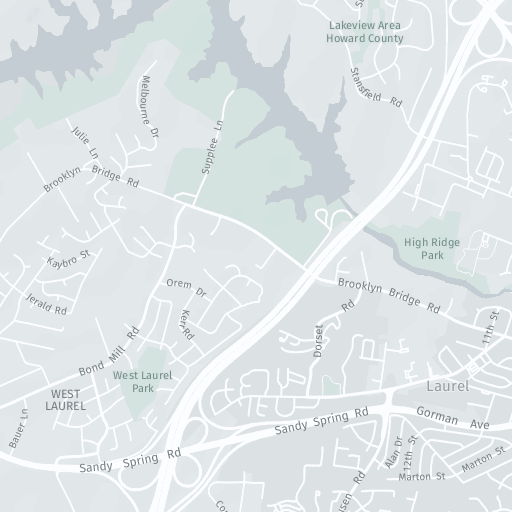 Lakeview Area
Howard County
Stansfield Rd
Melbourne Dr
Julie Ln
Supplee Ln
Brooklyn Bridge Rd
High Ridge
Park
Kaybro St
Orem Dr
Brooklyn Bridge Rd
Jerald Rd
Kerr Rd
Dorset Rd
11th St
Bond Mill Rd
West Laurel
Park
Laurel
WEST
LAUREL
Bauer Ln
Sandy Spring Rd
Gorman Ave
Sandy Spring Rd
Alan Dr
12th St
Marton St
Marton St